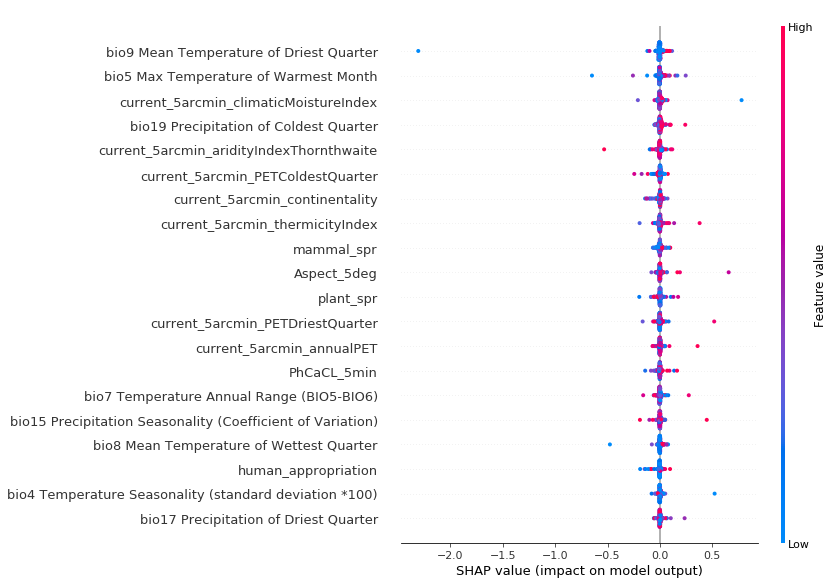 High
bio9 Mean Temperature of Driest Quarter
bio5 Max Temperature of Warmest Month
current_5arcmin_climaticMoistureIndex
bio19 Precipitation of Coldest Quarter
current_5arcmin_aridityIndexThornthwaite
current_5arcmin_PETColdestQuarter
current_5arcmin_continentality
current_5arcmin_thermicityIndex
mammal_spr
Aspect_5deg
plant_spr
current_5arcmin_PETDriestQuarter
current_5arcmin_annualPET
PhCaCL_5min
bio7 Temperature Annual Range (BIO5-BIO6)
bio15 Precipitation Seasonality (Coefficient of Variation)
bio8 Mean Temperature of Wettest Quarter
human_appropriation
bio4 Temperature Seasonality (standard deviation *100)
bio17 Precipitation of Driest Quarter
Feature value
Low
−2.0 −1.5 −1.0 −0.5 0.0 0.5
SHAP value (impact on model output)